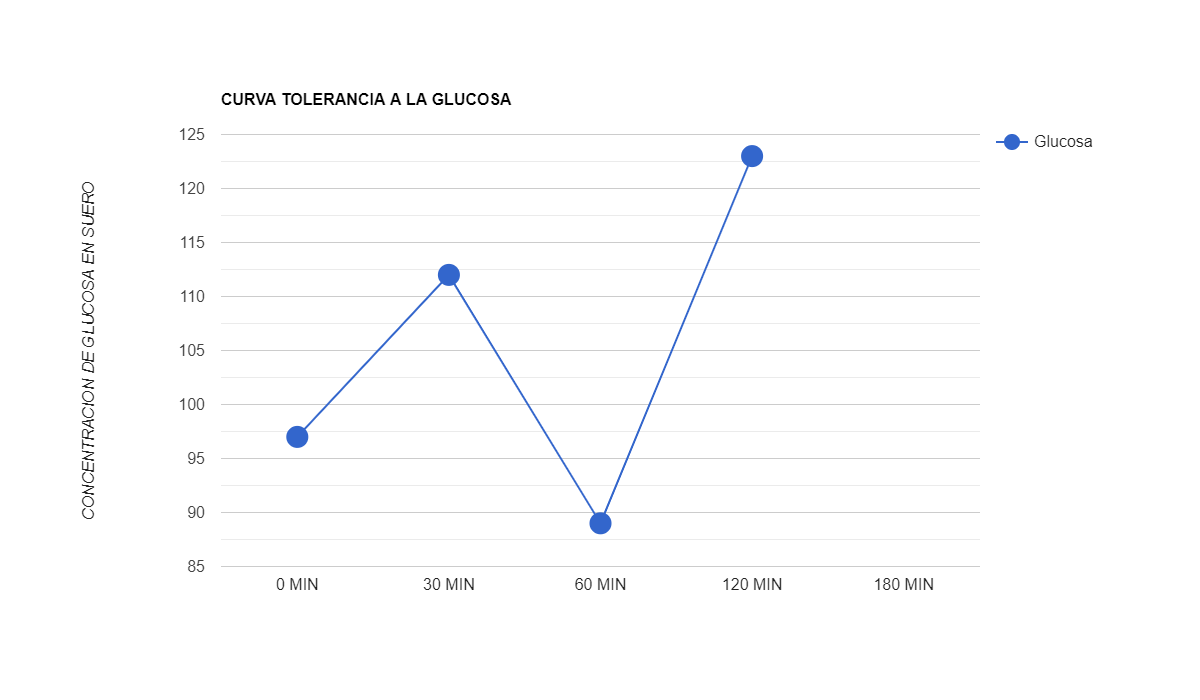 CURVA TOLERANCIA A LA GLUCOSA
Glucosa
CONCENTRACION DE GLUCOSA EN SUERO
125
120
115
110
105
100
95
90
85
0 MIN
30 MIN
60 MIN
120 MIN
180 MIN